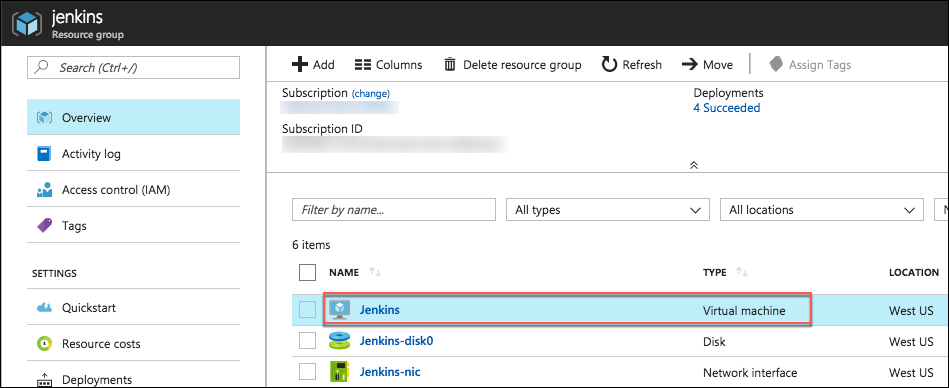 jenkins
Resource group
Search (Ctrl+/)
Overview
Activity log
Access control (IAM)
Tags
SETTINGS
Quickstart
Resource costs
Deployments
Add
Columns
Delete resource group
Refresh
Move
Assign Tags
Subscription (change)
Deployments
4 Succeeded
Subscription ID
Filter by name...
All types
All locations
6 items
NAME TYPE LOCATION
Jenkins Virtual machine West US
Jenkins-disk0 Disk West US
Jenkins-nic Network interface West US